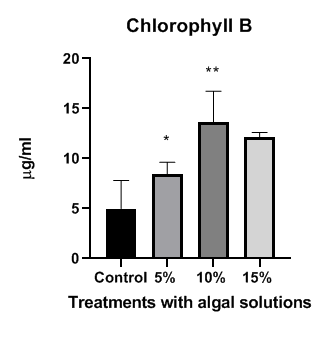 Chlorophyll B
20
**
15
*
10
5
0
µg/ml
Control 5% 10% 15%
Treatments with algal solutions